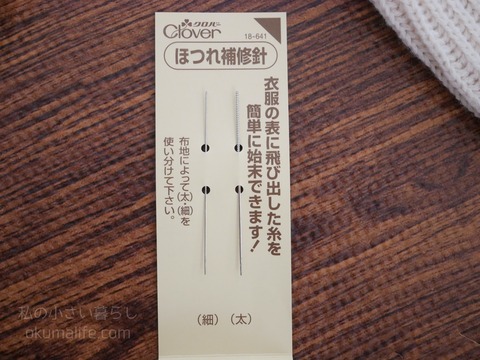 クロバー
Clover
18-641
ほつれ補修針
衣服の表に飛び出した糸を
簡単に始末できます!
布地によって(太・細)を
使い分けて下さい。
(細) (太)
私の小さい暮らし
pkumalife.com